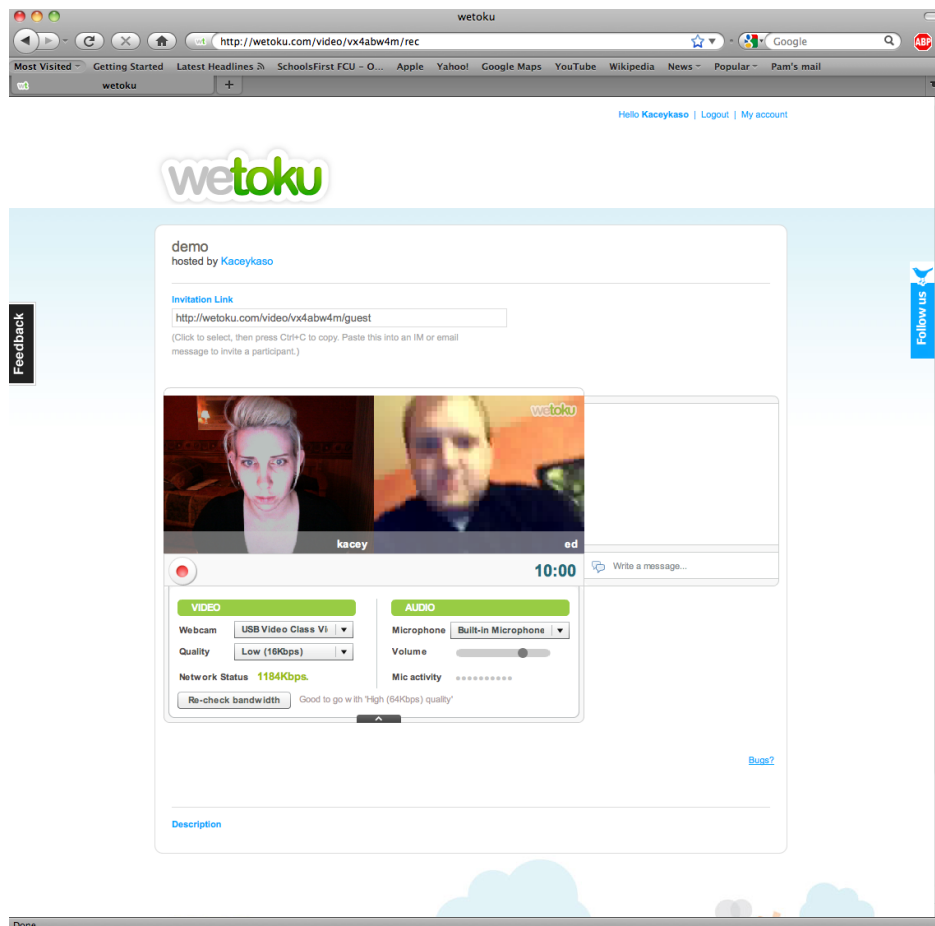 wetoku
http://wetoku.com/video/vx4abw4m/rec
Google
ABP
Most Visited Getting Started Latest Headlines SchoolsFirst FCU – O... Apple Yahoo! Google Maps YouTube Wikipedia News Popular Pam's mail
wt wetoku +
Hello Kaceykaso | Logout | My account
wetoku
demo
hosted by Kaceykaso
Invitation Link
http://wetoku.com/video/vx4abw4m/guest
(Click to select, then press Ctrl+C to copy. Paste this into an IM or email
message to invite a participant.)
Feedback
Follow us
wetoku
kacey ed
10:00
Write a message...
VIDEO AUDIO
Webcam USB Video Class Vi Microphone Built-in Microphone
Quality Low (16Kbps) Volume
Network Status 1184Kbps. Mic activity
Re-check bandwidth Good to go with 'High (64Kbps) quality'
Bugs?
Description
Done